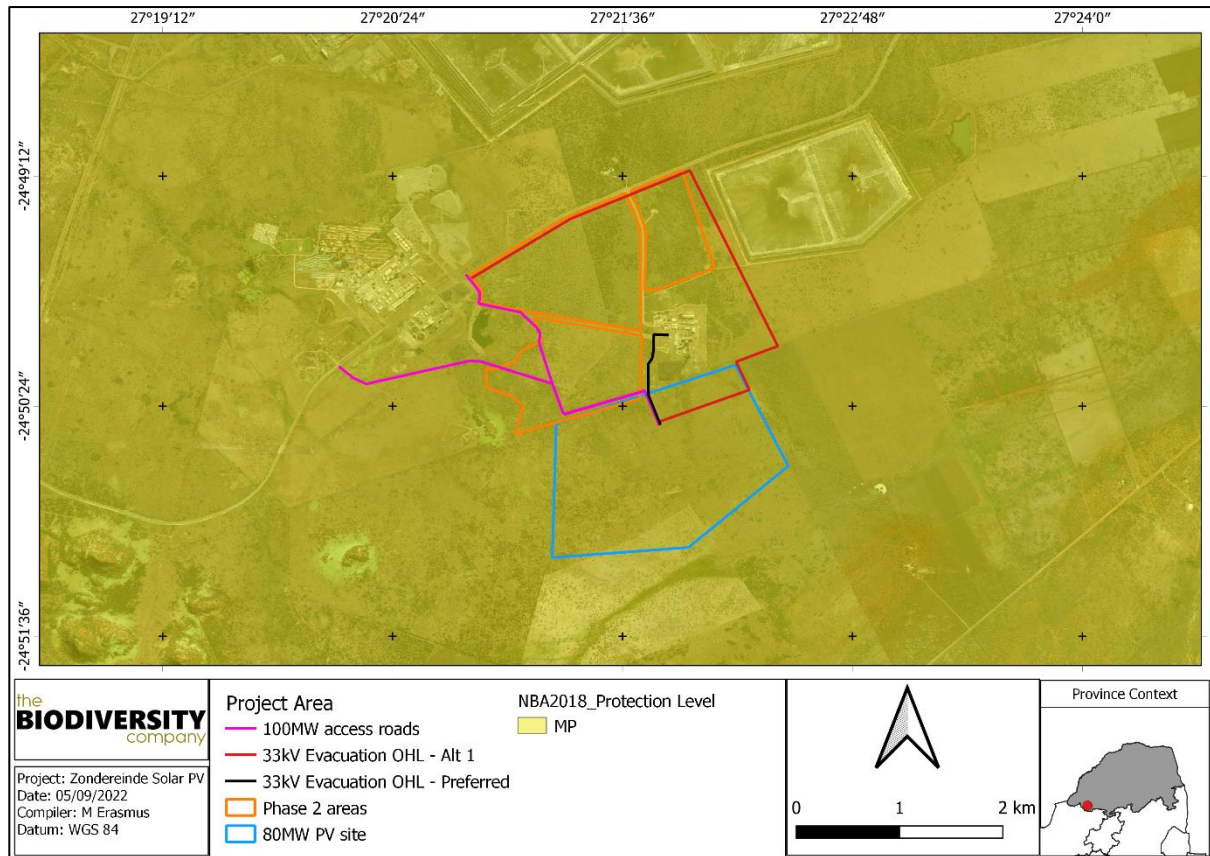 27°19'12"
27°20'24"
27°21'36"
27°22'48"
27°24'0"
-24°49'12"
-24°50'24"
-24°51'36"
the
BIODIVERSITY
company
Project: Zondereinde Solar PV
Date: 05/09/2022
Compiler: M Erasmus
Datum: WGS 84
Project Area
100MW access roads
33kV Evacuation OHL - Alt 1
33kV Evacuation OHL - Preferred
Phase 2 areas
80MW PV site
NBA2018_Protection Level
MP
0 1 2 km
Province Context